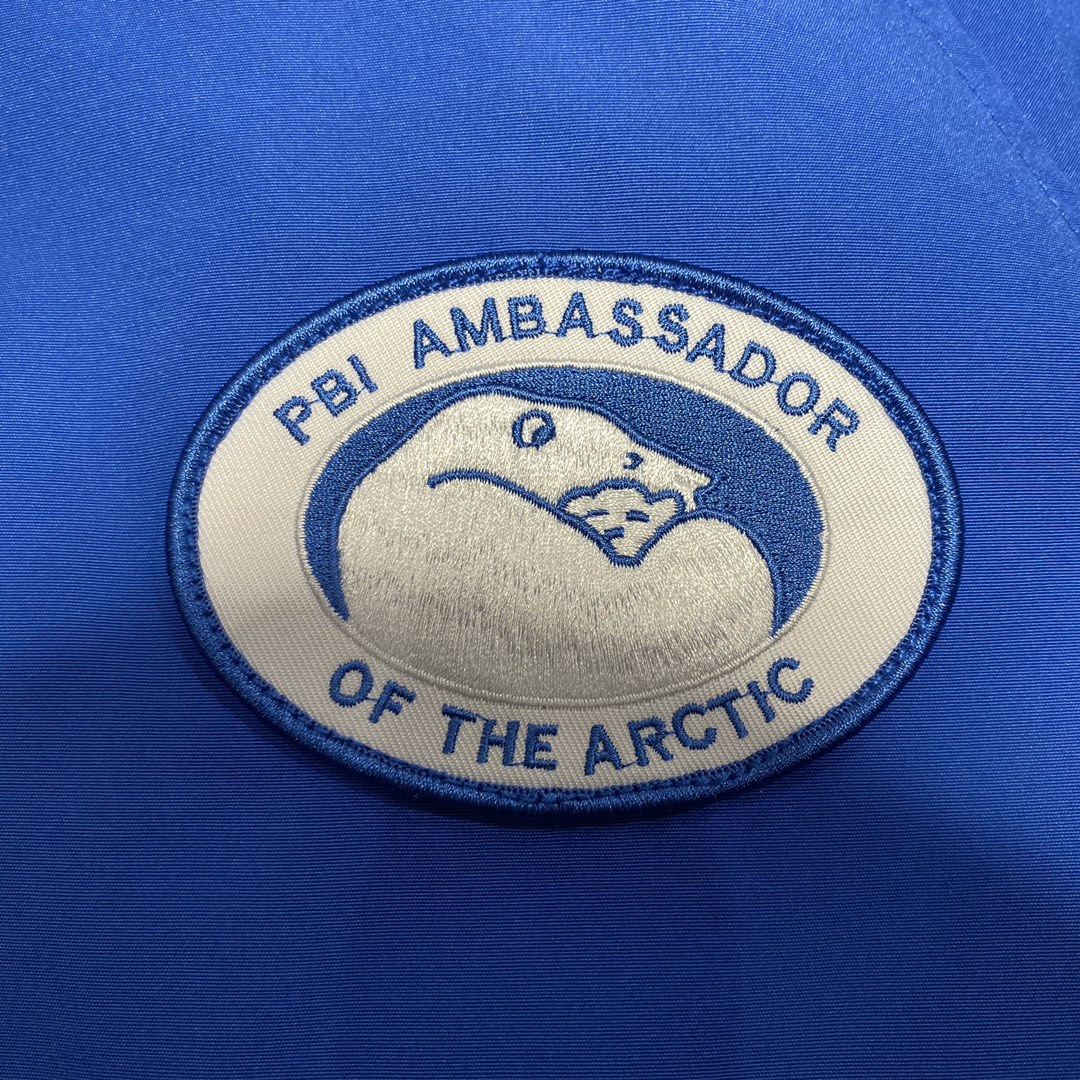 PBI AMBASSADOR
OF THE ARCTIC